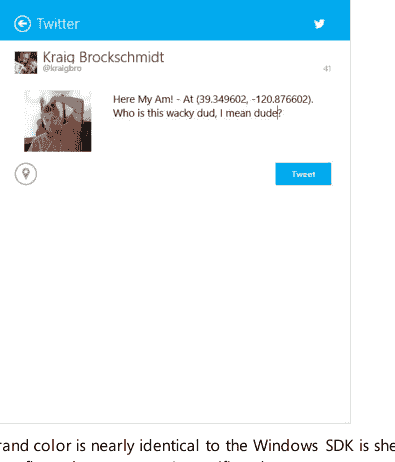 Twitter
Kraig Brockschmidt
@kraigbro
41
Here My Am! - At (39.349602, -120.876602).
Who is this wacky dud, I mean dude?
Tweet
rand color is nearly identical to the Windows SDK is she